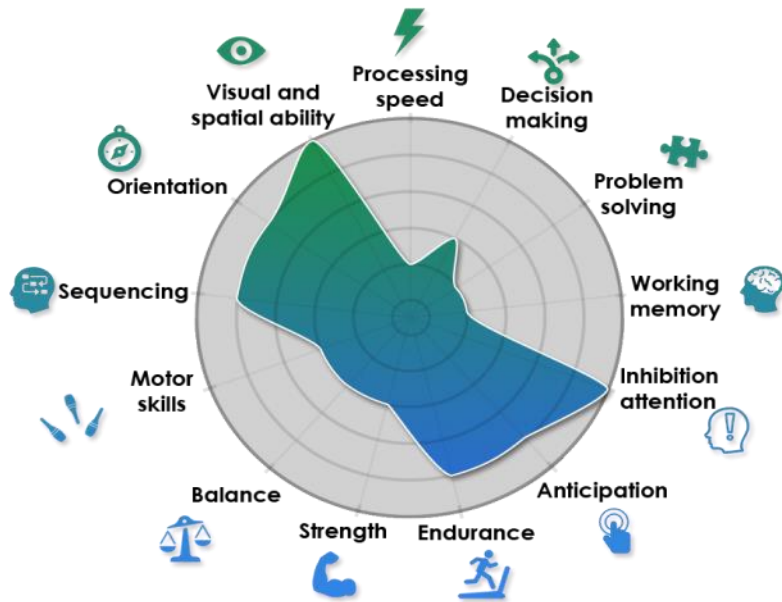 Processing
speed
Decision
making
Problem
solving
Working
memory
Inhibition
attention
Anticipation
Endurance
Strength
Balance
Motor
skills
Sequencing
Orientation
Visual and
spatial ability